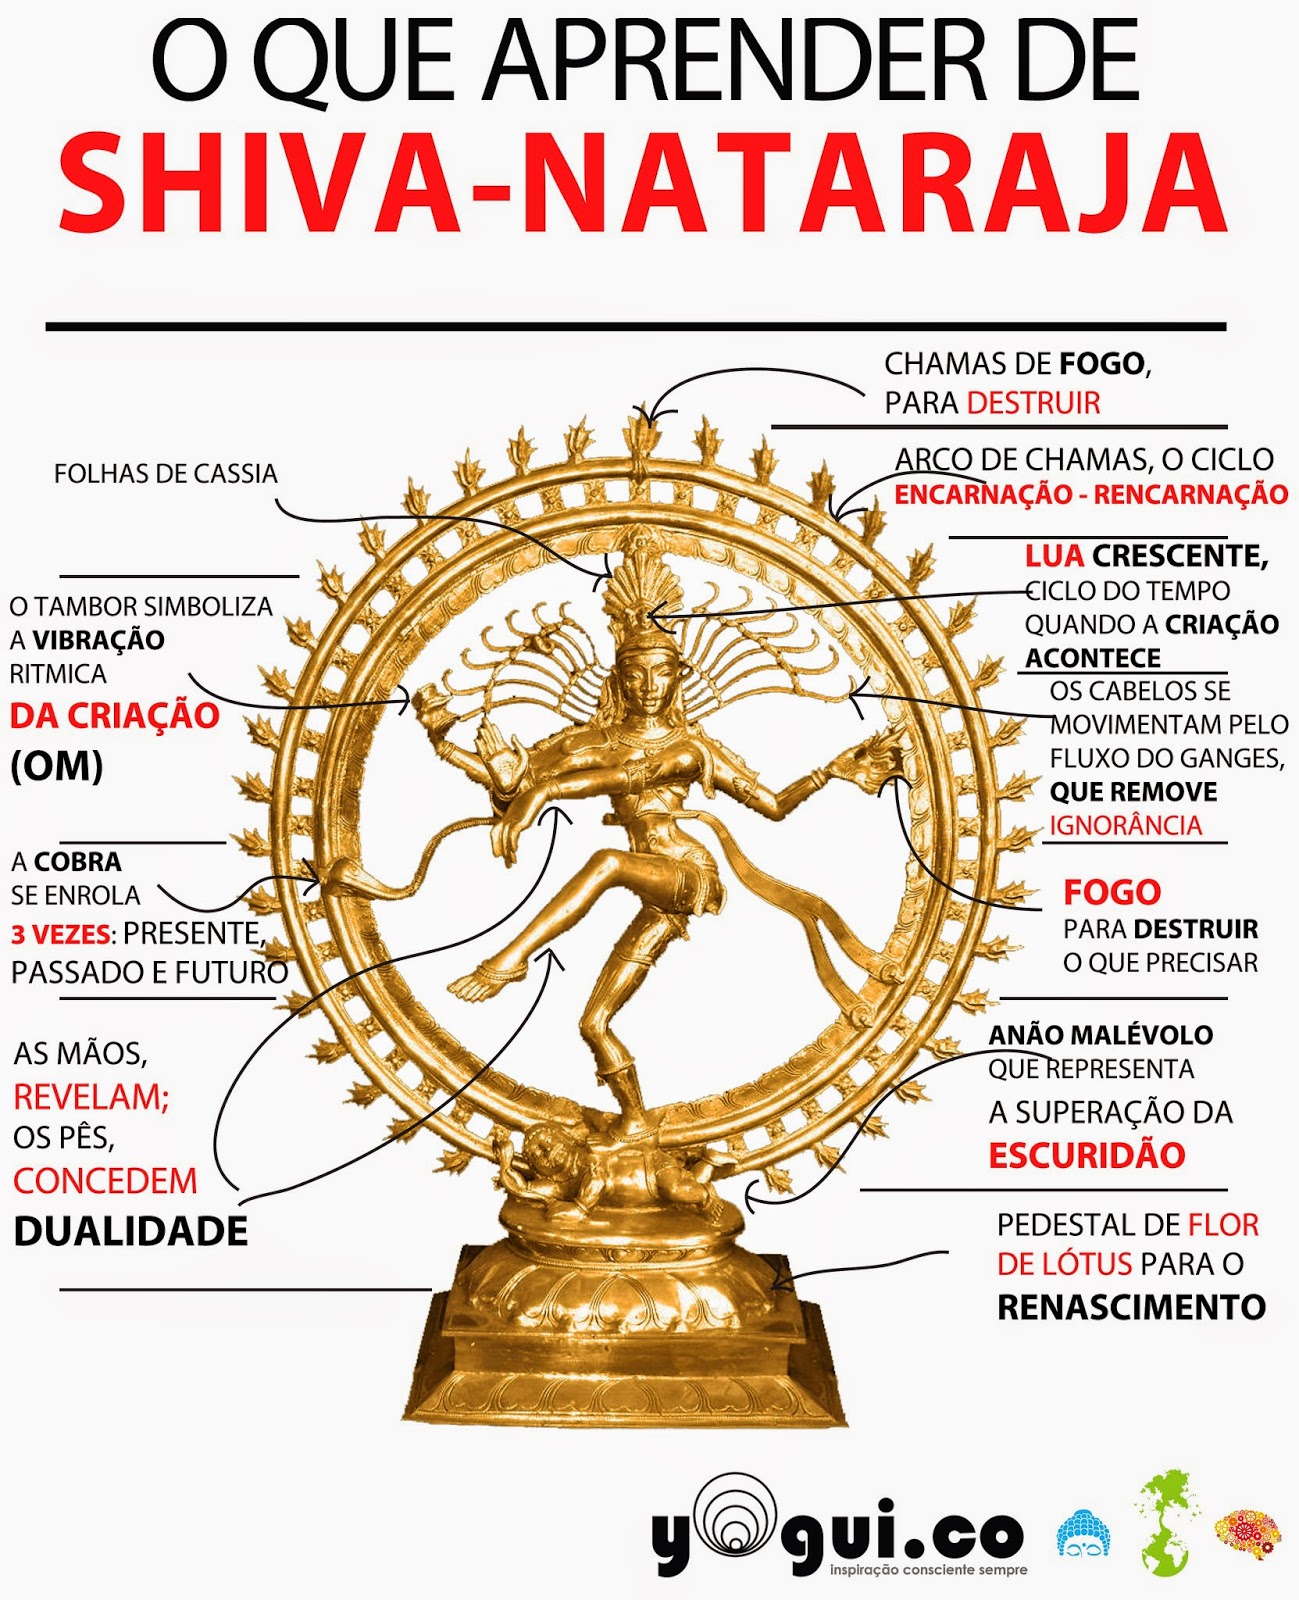 O QUE APRENDER DE
SHIVA-NATARAJA
CHAMAS DE FOGO,
PARA DESTRUIR
ARCO DE CHAMAS, O CICLO
ENCARNAÇÃO - RENCARNAÇÃO
FOLHAS DE CASSIA
LUA CRESCENTE,
CICLO DO TEMPO
QUANDO A CRIAÇÃO
ACONTECE
O TAMBOR SIMBOLIZA
A VIBRAÇÃO
RITMICA
DA CRIAÇÃO
(OM)
OS CABELOS SE
MOVIMENTAM PELO
FLUXO DO GANGES,
QUE REMOVE
IGNORÂNCIA
A COBRA
SE ENROLA
3 VEZES: PRESENTE,
PASSADO E FUTURO
FOGO
PARA DESTRUIR
O QUE PRECISAR
AS MÃOS,
REVELAM;
OS PÊS,
CONCEDEM
DUALIDADE
ANÃO MALÉVOLO
QUE REPRESENTA
A SUPERAÇÃO DA
ESCURIDÃO
PEDESTAL DE FLOR
DE LÓTUS PARA O
RENASCIMENTO
yogui.co
inspiração consciente sempre